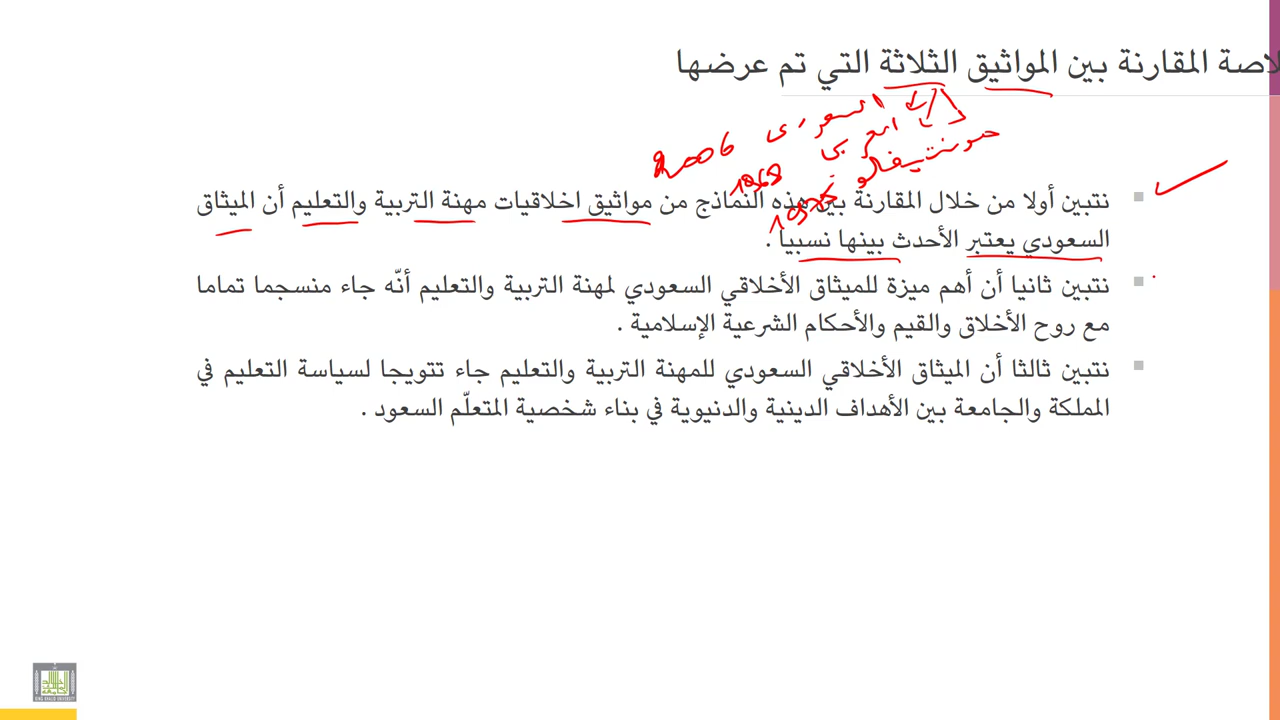 لاصة المقارنة بين المواثيق الثلاثة التي تم عرضها
السعودي
2006
العربي
1968
جنتيفالو
نتبين أولا من خلال المقارنة بين هذه النماذج من مواثيق اخلاقيات مهنة التربية والتعليم أن الميثاق
السعودي يعتبر الأحدث بينها نسبيا .
نتبين ثانيا أن أهم ميزة للميثاق الأخلاقي السعودي لمهنة التربية والتعليم أنّه جاء منسجما تماما
مع روح الأخلاق والقيم والأحكام الشرعية الإسلامية .
نتبين ثالثا أن الميثاق الأخلاقي السعودي للمهنة التربية والتعليم جاء تتويجا لسياسة التعليم في
المملكة والجامعة بين الأهداف الدينية والدنيوية في بناء شخصية المتعلّم السعود .